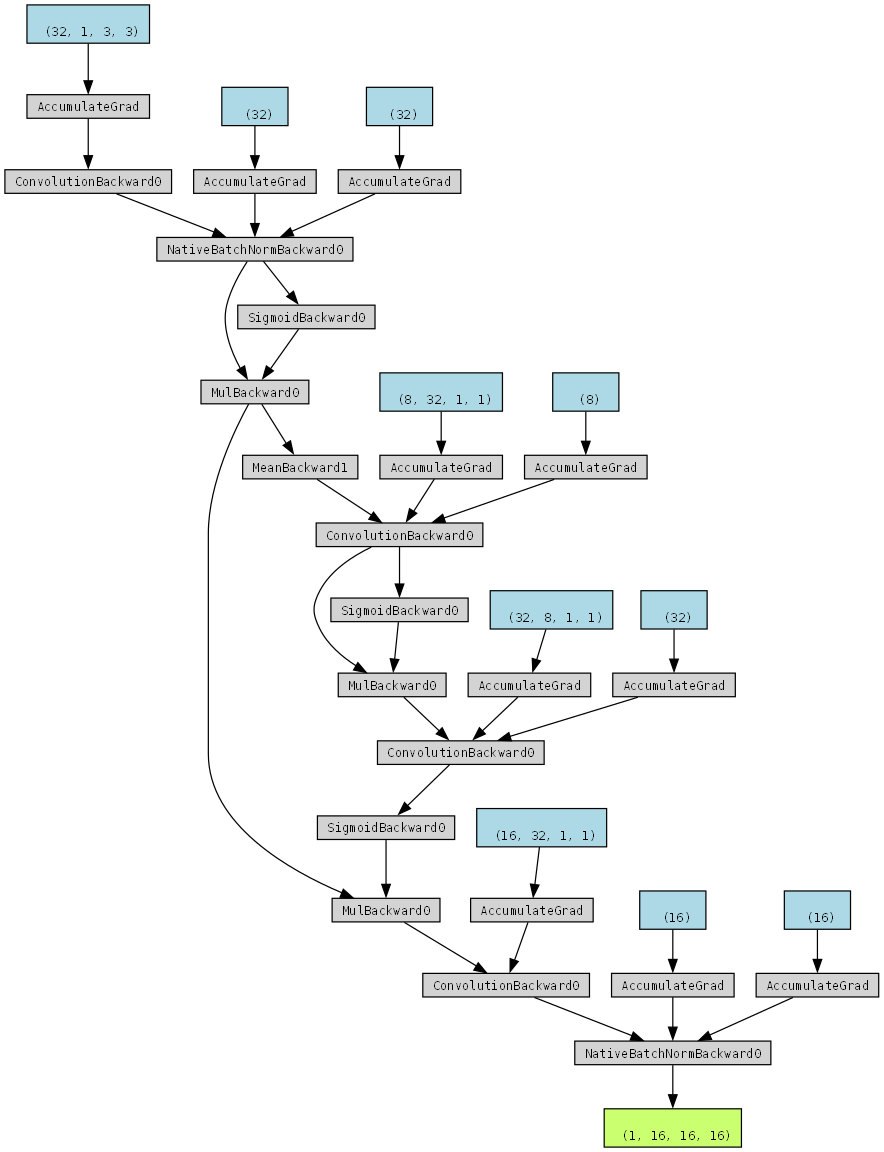 (32, 1, 3, 3)
AccumulateGrad
(32)
(32)
ConvolutionBackward0
AccumulateGrad
AccumulateGrad
NativeBatchNormBackward0
SigmoidBackward0
MulBackward0
(8, 32, 1, 1)
(8)
MeanBackward1
AccumulateGrad
AccumulateGrad
ConvolutionBackward0
SigmoidBackward0
(32, 8, 1, 1)
(32)
MulBackward0
AccumulateGrad
AccumulateGrad
ConvolutionBackward0
SigmoidBackward0
(16, 32, 1, 1)
MulBackward0
AccumulateGrad
(16)
(16)
ConvolutionBackward0
AccumulateGrad
AccumulateGrad
NativeBatchNormBackward0
(1, 16, 16, 16)